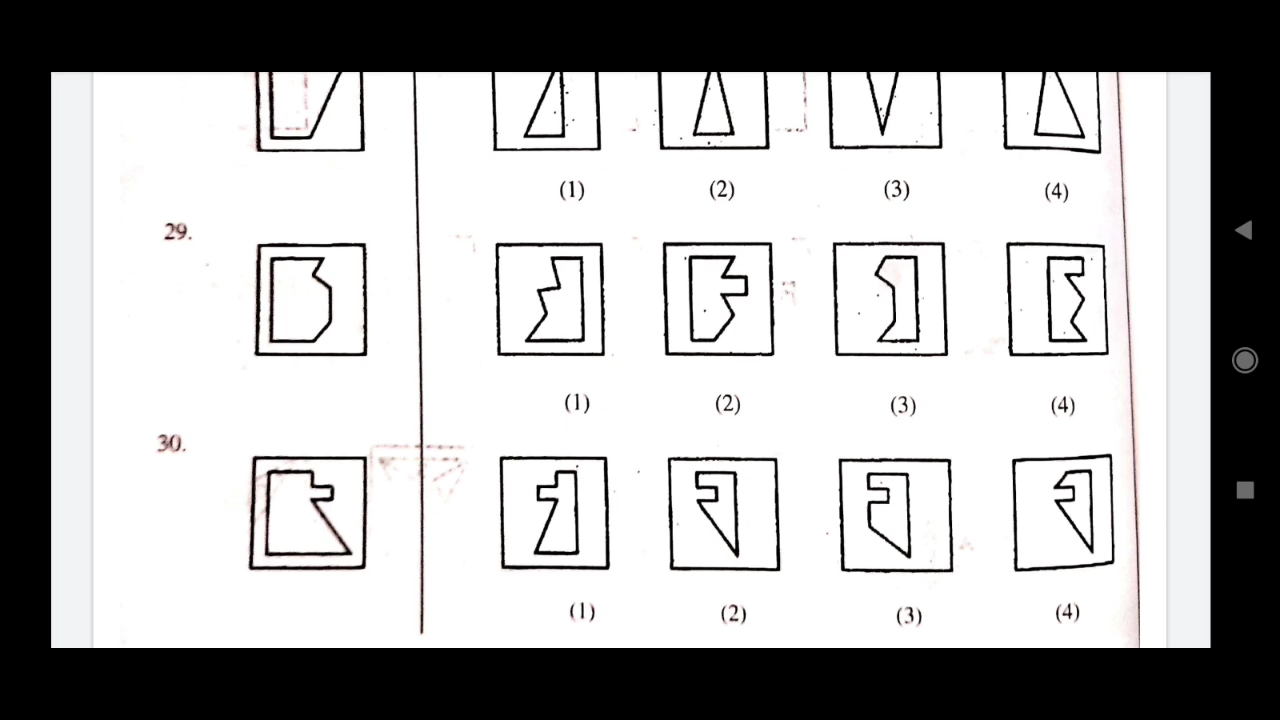 (1) (2) (3) (4)
29.
(1) (2) (3) (4)
30.
(1) (2) (3) (4)